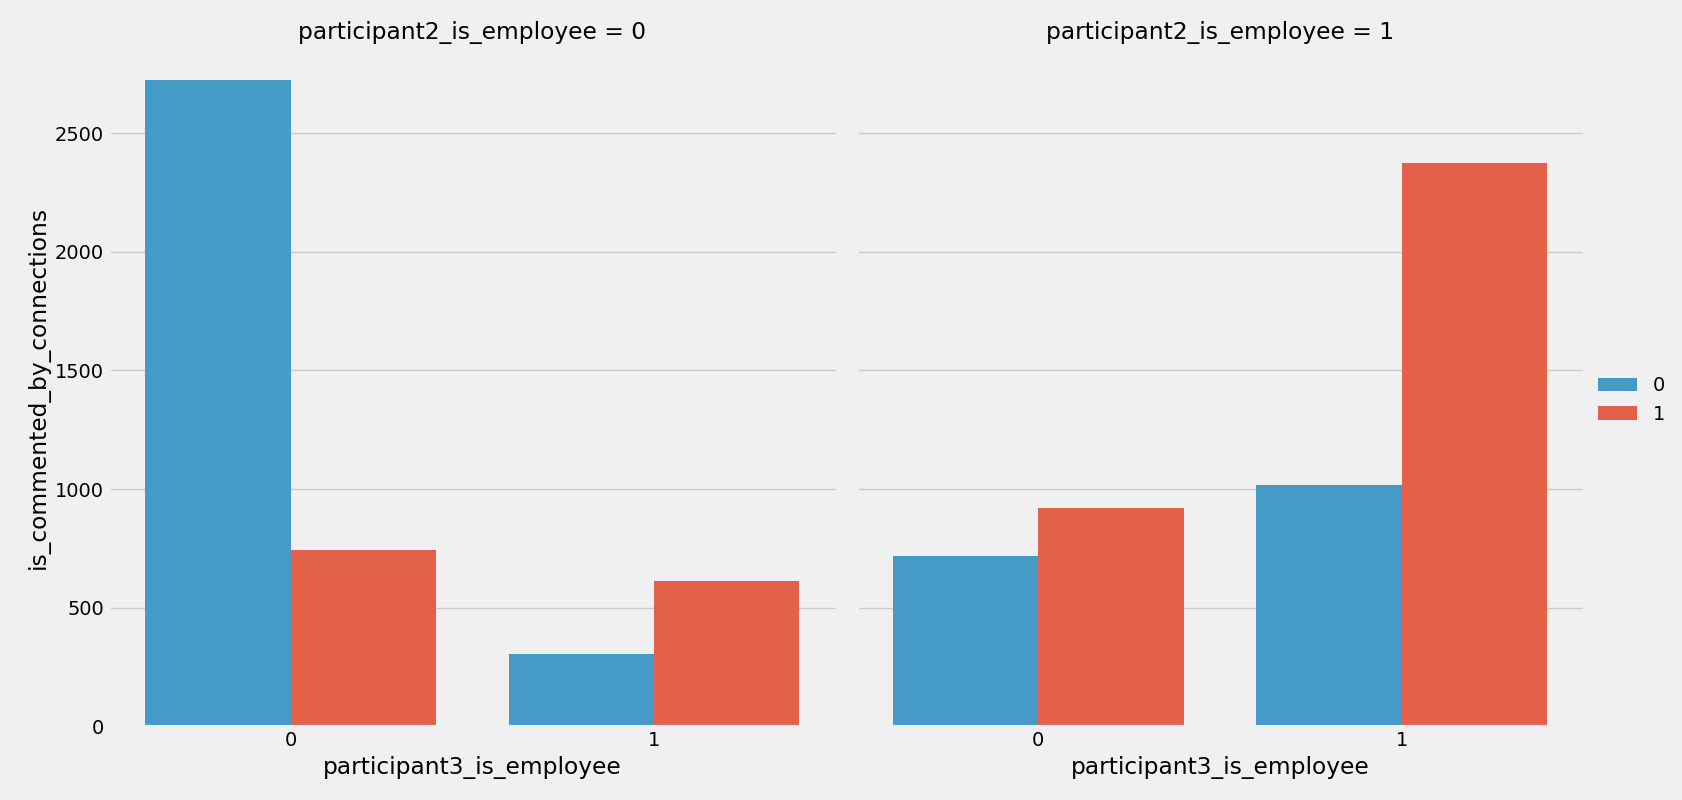 participant2_is_employee = 0
participant2_is_employee = 1
is_commented_by_connections
2500
2000
1500
1000
500
0
0
1
0
1
participant3_is_employee
participant3_is_employee
0
1